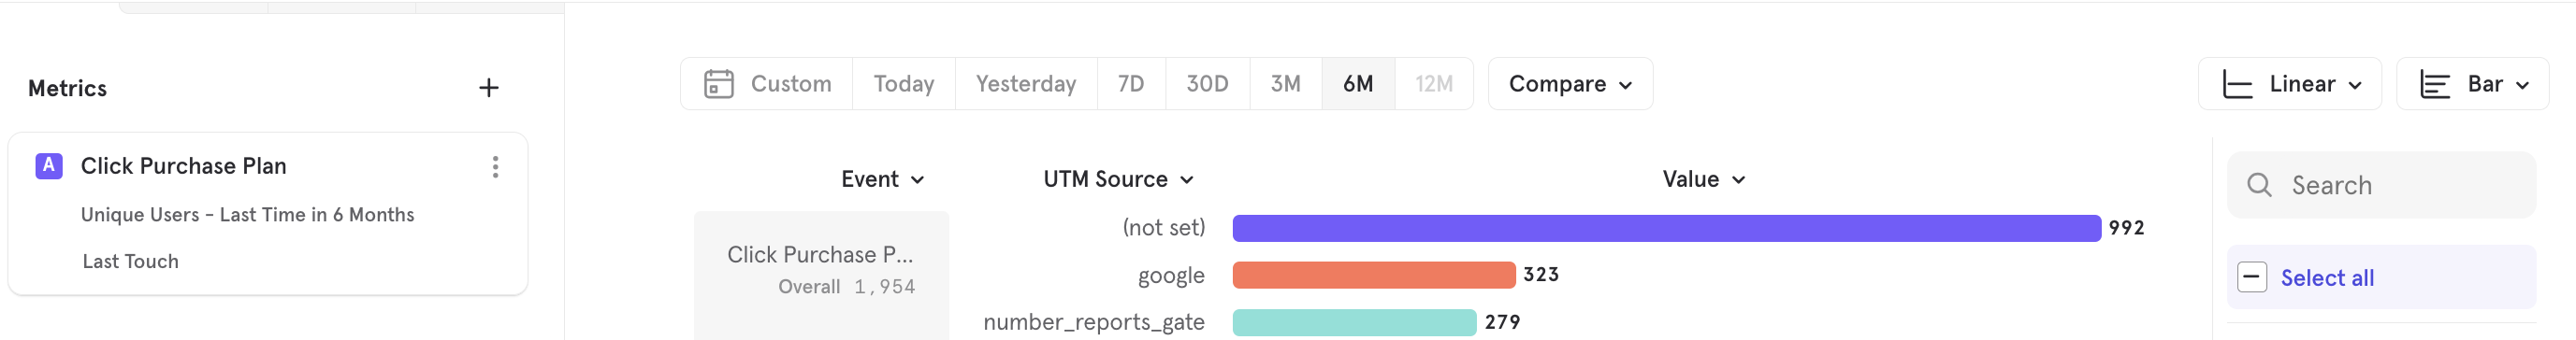 Metrics
+
A Click Purchase Plan
Unique Users - Last Time in 6 Months
Last Touch
Custom Today Yesterday 7D 30D 3M 6M 12M Compare
Linear Bar
Event UTM Source Value
Click Purchase P...
Overall 1,954
(not set) 992
google 323
number_reports_gate 279
Search
Select all